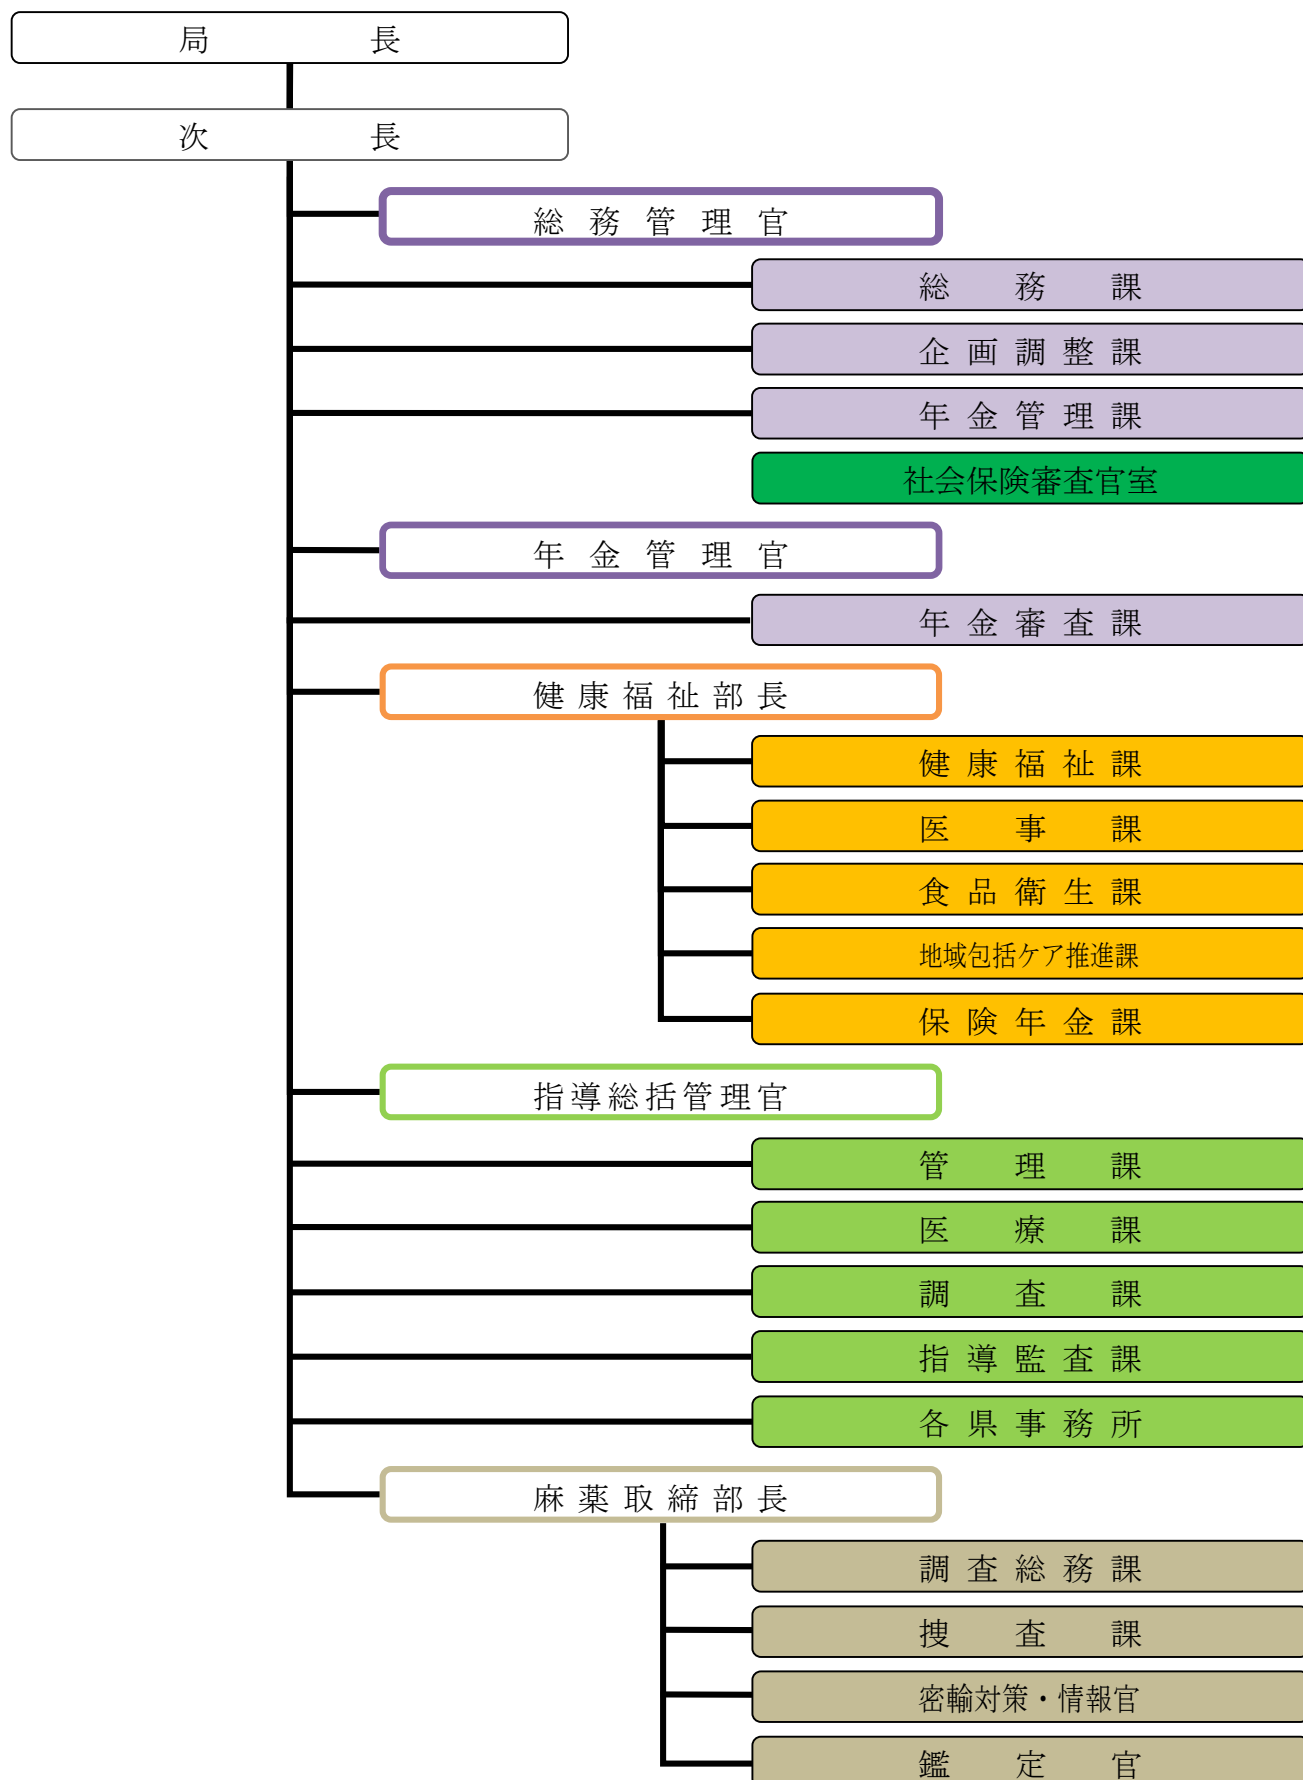 局長
次長
総務管理官
総務課
企画調整課
年金管理課
社会保険審査官室
年金管理官
年金審査課
健康福祉部長
健康福祉課
医事課
食品衛生課
地域包括ケア推進課
保険年金課
指導総括管理官
管理課
医療課
調査課
指導監査課
各県事務所
麻薬取締部長
調査総務課
捜査課
密輸対策・情報官
鑑定官